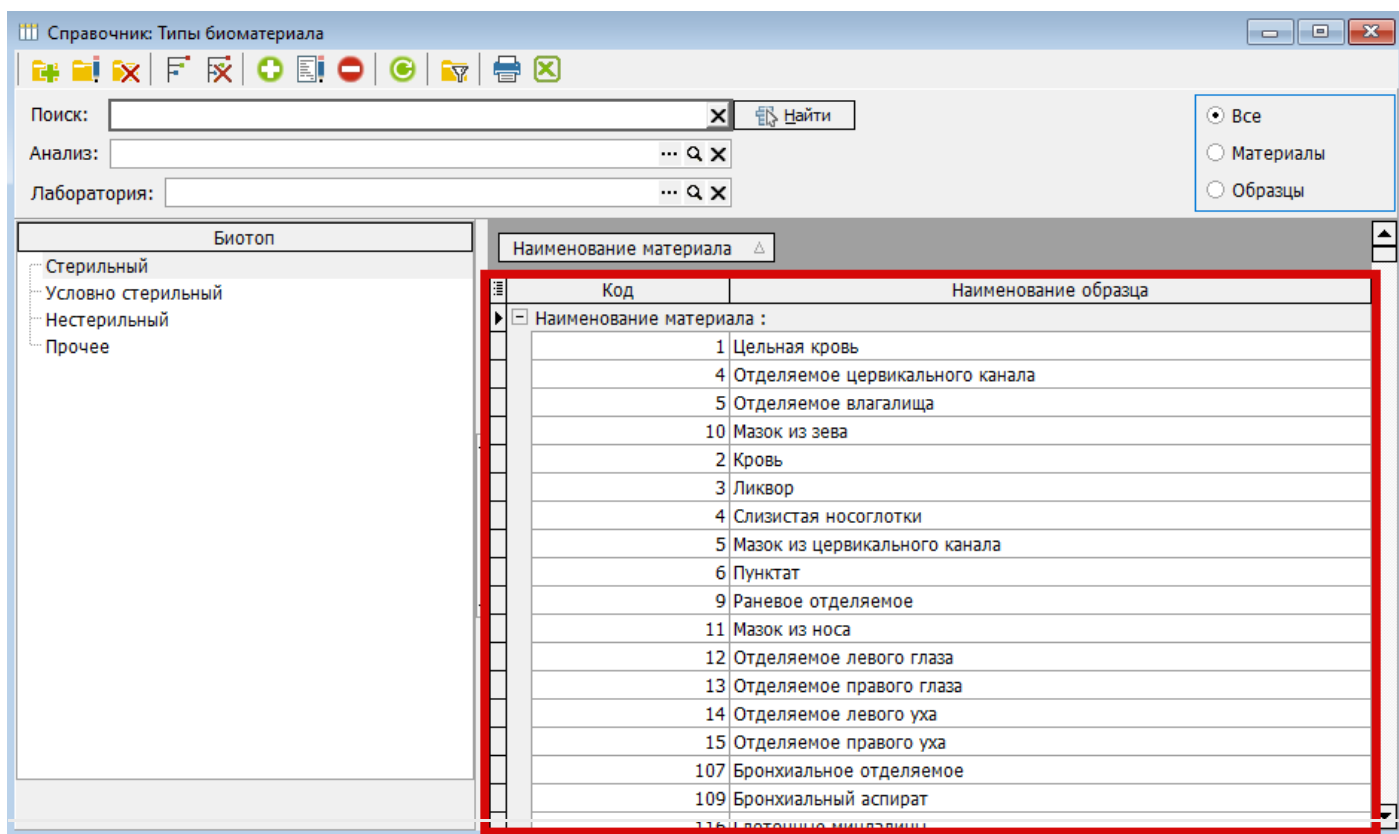 Справочник: Типы биоматериала
Поиск:
Найти
Анализ:
Лаборатория:
Все
Материалы
Образцы
Биотоп
Стерильный
Условно стерильный
Нестерильный
Прочее
Наименование материала
Код Наименование образца
Наименование материала :
1 Цельная кровь
4 Отделяемое цервикального канала
5 Отделяемое влагалища
10 Мазок из зева
2 Кровь
3 Ликвор
4 Слизистая носоглотки
5 Мазок из цервикального канала
6 Пунктат
9 Раневое отделяемое
11 Мазок из носа
12 Отделяемое левого глаза
13 Отделяемое правого глаза
14 Отделяемое левого уха
15 Отделяемое правого уха
107 Бронхиальное отделяемое
109 Бронхиальный аспират